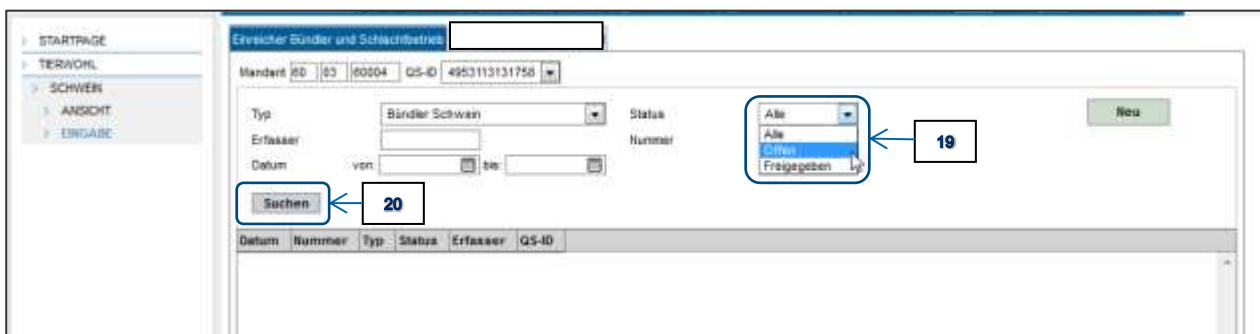 STARTPAGE
TIERWOHL
SCHWEIN
ANSICHT
EINGABE
Erreicher Bündler und Schlachtbetrieb
Mandant 80 03 60004 QS-ID 4953113131758
Typ Bündler Schwein Status Alle Neu
Erfasser Nummer Alle
Offen
Datum von: bis: Freigegeben
19
Suchen 20
Datum Nummer Typ Status Erfasser QS-ID